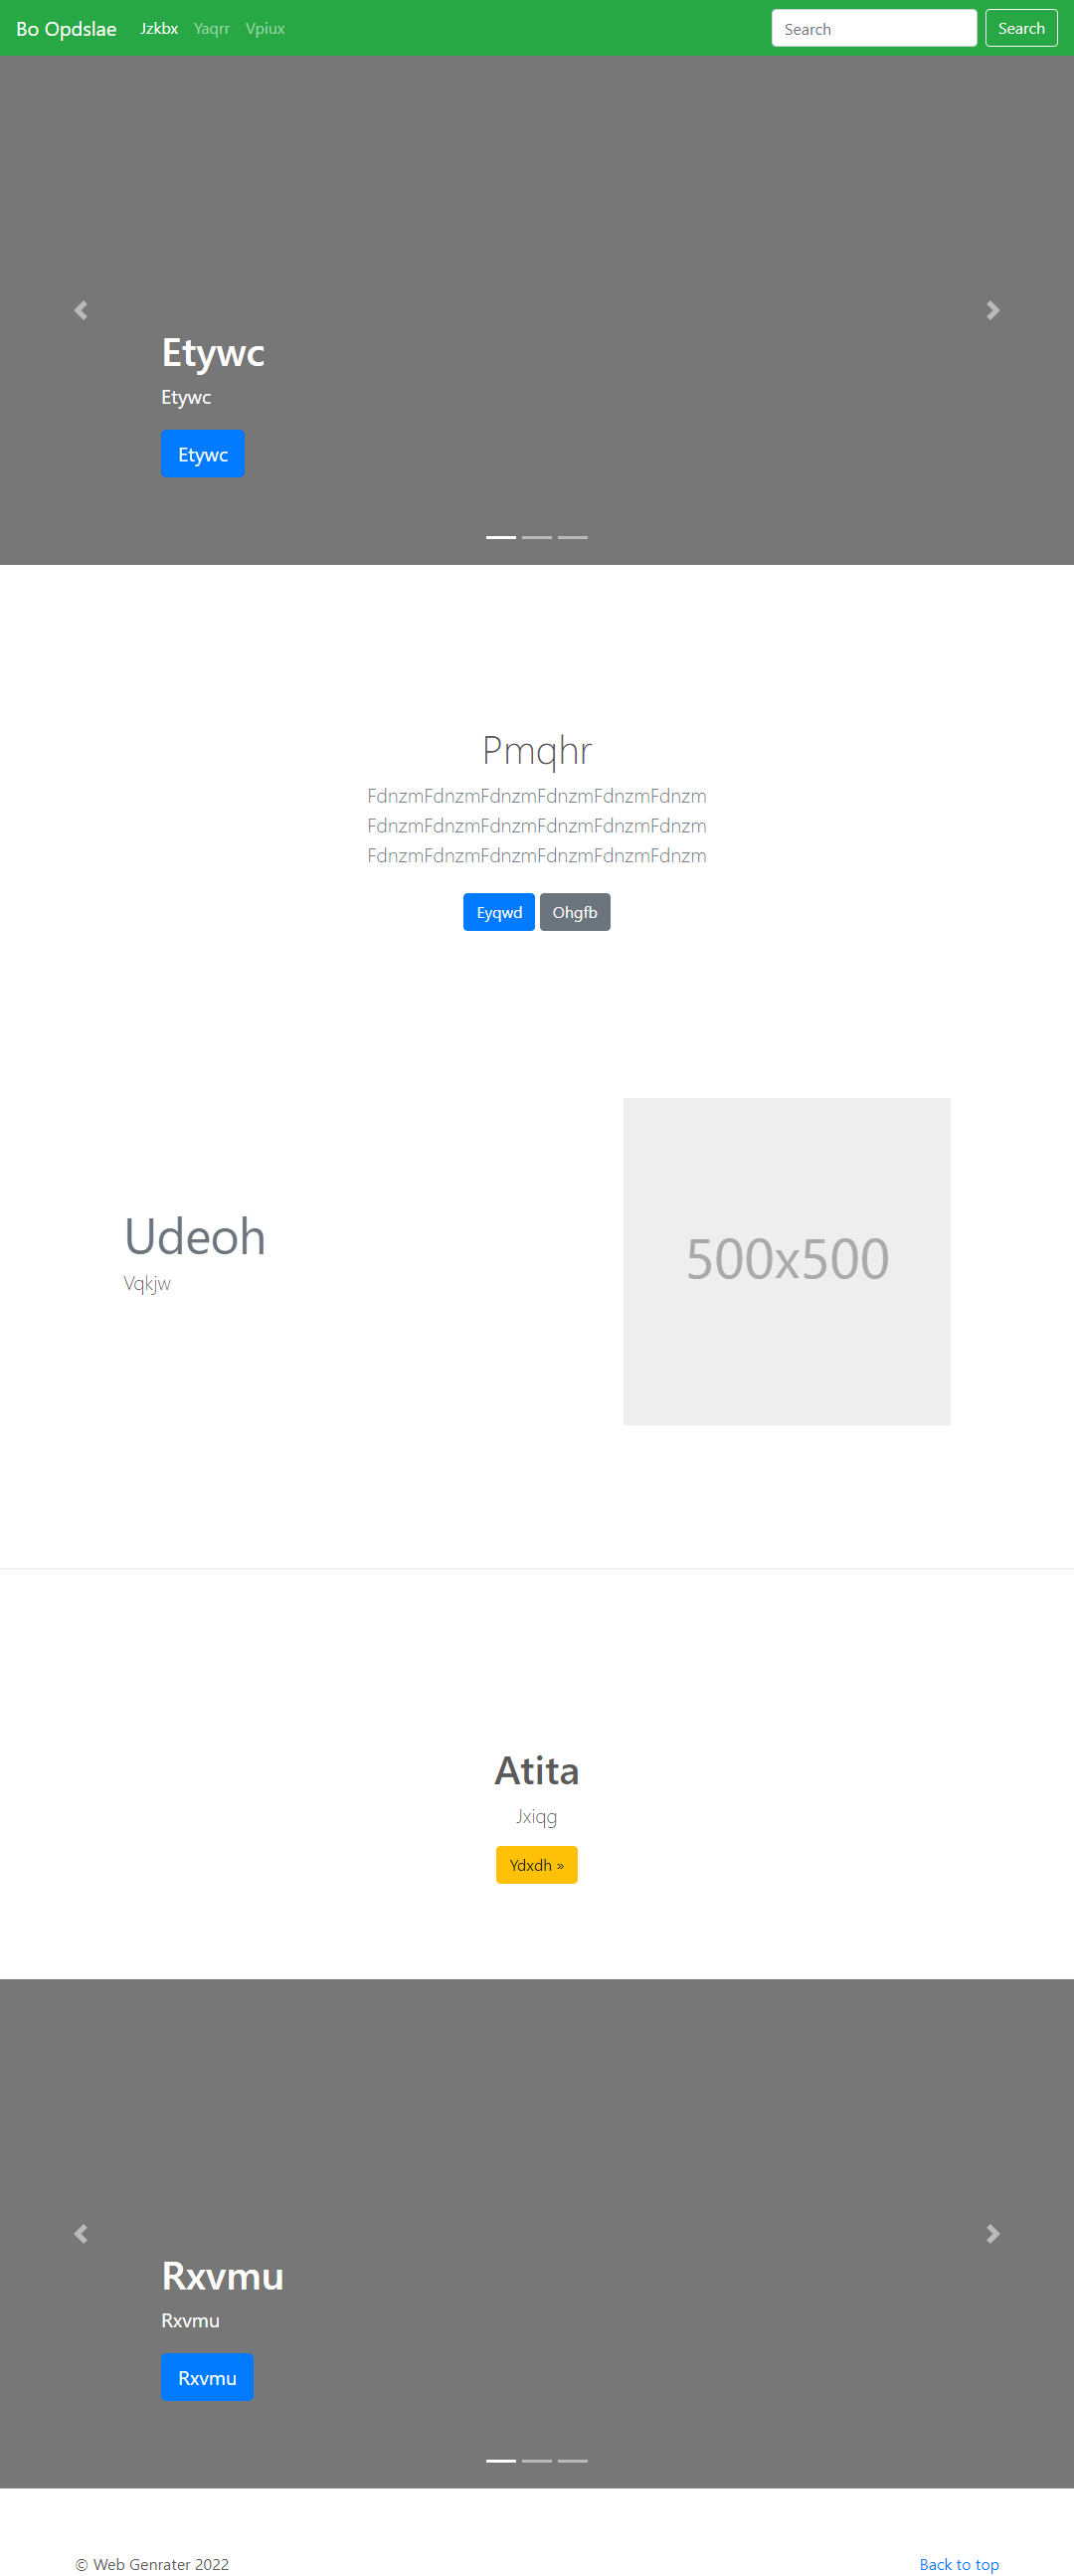 Bo Opdslae Jzkbx Yaqrr Vpiux Search Search
Etywc
Etywc
Etywc
Pmqhr
FdnzmFdnzmFdnzmFdnzmFdnzmFdnzm
FdnzmFdnzmFdnzmFdnzmFdnzmFdnzm
FdnzmFdnzmFdnzmFdnzmFdnzmFdnzm
Eyqwd Ohgfb
Udeoh
Vqkjw
500x500
Atita
Jxiqg
Ydxdh »
Rxvmu
Rxvmu
Rxvmu
© Web Genrater 2022 Back to top